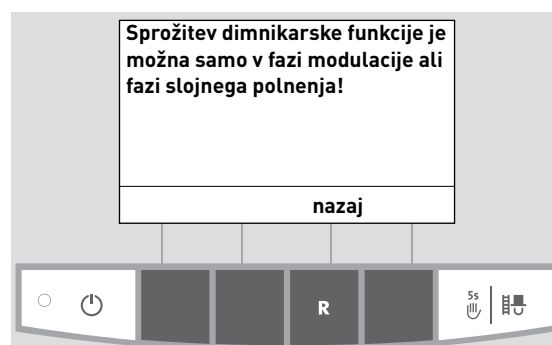 Sprožitev dimnikarske funkcije je
možna samo v fazi modulacije ali
fazi slojnega polnenja!
nazaj
R
5s